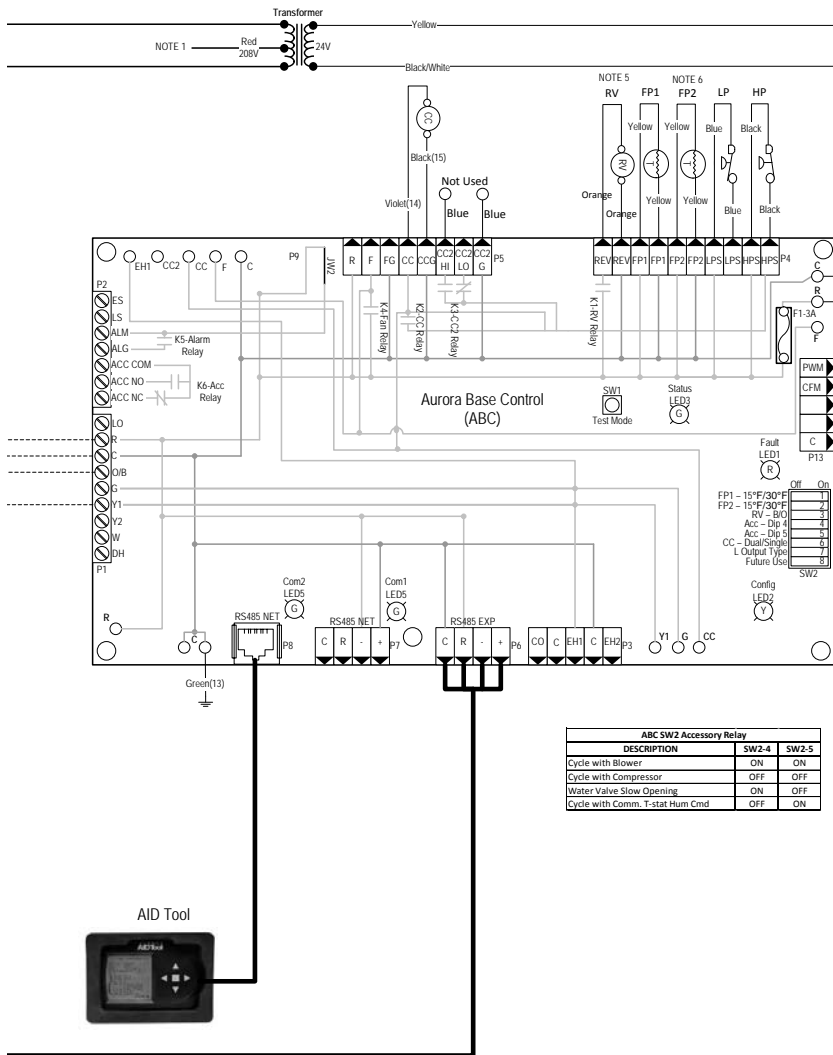 Transformer
Yellow
NOTE 1
Red
208V
24V
Black/White
NOTE 5
RV
FP1
NOTE 6
FP2
LP
HP
CC
Yellow
Yellow
Blue
Black
Black(15)
RV
T
T
Not Used
Violet(14)
Blue
Blue
Orange
Orange
Yellow
Yellow
Blue
Black
EH1
CC2
CC
F
C
P9
JW2
R
F
FG
CC
CCG
CC2
HI
CC2
LO
CC2
G
P5
REV
REV
FP1
FP1
FP2
FP2
LPS
LPS
HPS
HPS
P4
C
R
F1-3A
F
P2
ES
LS
ALM
ALG
ACC COM
ACC NO
ACC NC
K5-Alarm
Relay
K6-Acc
Relay
K4-Fan Relay
K2-CC Relay
K3-CC2 Relay
K1-RV Relay
Aurora Base Control
(ABC)
SW1
Test Mode
Status
LED3
G
PWM
CFM
C
P13
Fault
LED1
R
LO
R
C
O/B
G
Y1
Y2
W
DH
P1
Off
On
FP1 – 15°F/30°F
1
FP2 – 15°F/30°F
2
RV – B/O
3
Acc – Dip 4
4
Acc – Dip 5
5
CC – Dual/Single
6
L Output Type
7
Future Use
8
SW2
Config
LED2
Y
Com2
LED5
G
Com1
LED5
G
R
C
RS485 NET
P8
RS485 NET
C
R
-
+
P7
RS485 EXP
C
R
-
+
P6
CO
C
EH1
C
EH2
P3
Y1
G
CC
Green(13)
ABC SW2 Accessory Relay
DESCRIPTION SW2-4 SW2-5
Cycle with Blower ON ON
Cycle with Compressor OFF OFF
Water Valve Slow Opening ON OFF
Cycle with Comm. T-stat Hum Cmd OFF ON
AID Tool
AID Tool